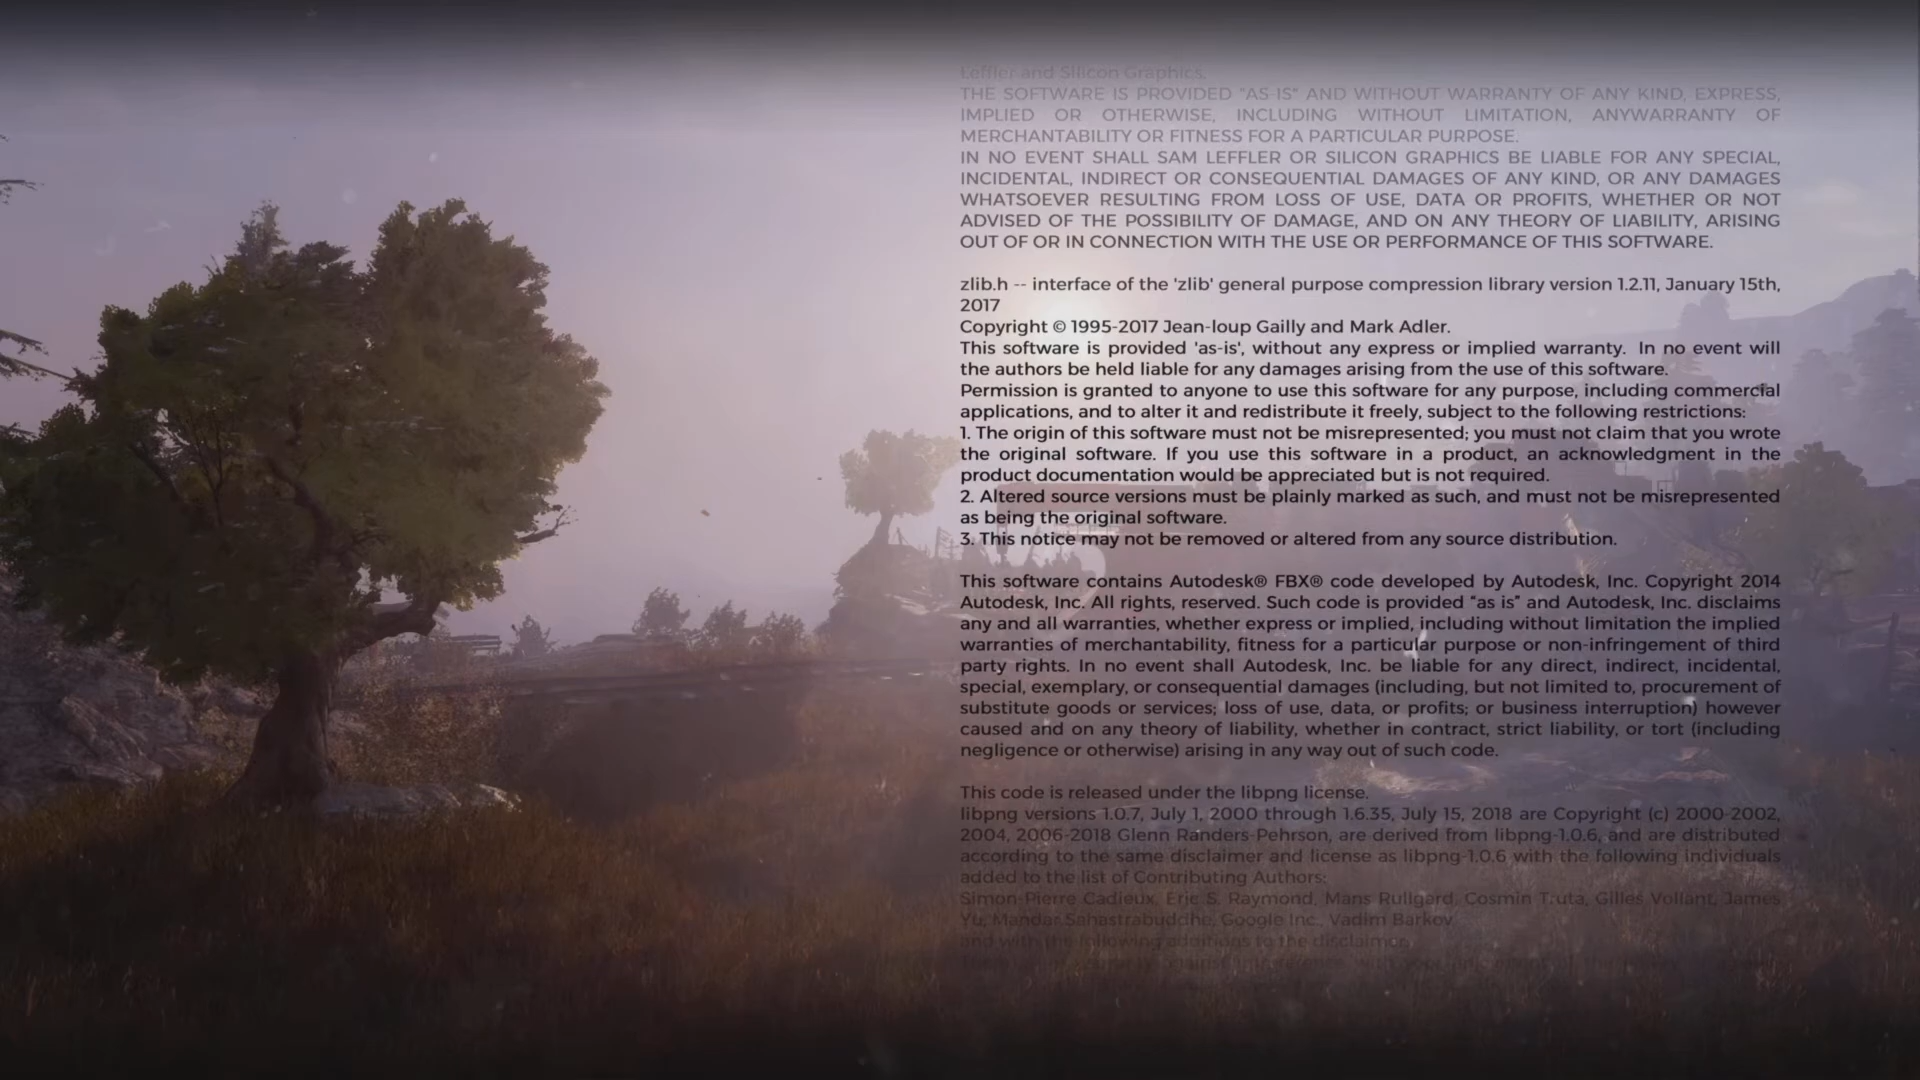 Leffler and Silicon Graphics.
THE SOFTWARE IS PROVIDED "AS IS" AND WITHOUT WARRANTY OF ANY KIND, EXPRESS,
IMPLIED OR OTHERWISE, INCLUDING WITHOUT LIMITATION, ANYWARRANTY OF
MERCHANTABILITY OR FITNESS FOR A PARTICULAR PURPOSE.
IN NO EVENT SHALL SAM LEFFLER OR SILICON GRAPHICS BE LIABLE FOR ANY SPECIAL,
INCIDENTAL, INDIRECT OR CONSEQUENTIAL DAMAGES OF ANY KIND, OR ANY DAMAGES
WHATSOEVER RESULTING FROM LOSS OF USE, DATA OR PROFITS, WHETHER OR NOT
ADVISED OF THE POSSIBILITY OF DAMAGE, AND ON ANY THEORY OF LIABILITY, ARISING
OUT OF OR IN CONNECTION WITH THE USE OR PERFORMANCE OF THIS SOFTWARE.
zlib.h -- interface of the 'zlib' general purpose compression library version 1.2.11, January 15th,
2017
Copyright © 1995-2017 Jean-loup Gailly and Mark Adler.
This software is provided 'as-is', without any express or implied warranty. In no event will
the authors be held liable for any damages arising from the use of this software.
Permission is granted to anyone to use this software for any purpose, including commercial
applications, and to alter it and redistribute it freely, subject to the following restrictions:
1. The origin of this software must not be misrepresented; you must not claim that you wrote
the original software. If you use this software in a product, an acknowledgment in the
product documentation would be appreciated but is not required.
2. Altered source versions must be plainly marked as such, and must not be misrepresented
as being the original software.
3. This notice may not be removed or altered from any source distribution.
This software contains Autodesk® FBX® code developed by Autodesk, Inc. Copyright 2014
Autodesk, Inc. All rights, reserved. Such code is provided “as is” and Autodesk, Inc. disclaims
any and all warranties, whether express or implied, including without limitation the implied
warranties of merchantability, fitness for a particular purpose or non-infringement of third
party rights. In no event shall Autodesk, Inc. be liable for any direct, indirect, incidental,
special, exemplary, or consequential damages (including, but not limited to, procurement of
substitute goods or services; loss of use, data, or profits; or business interruption) however
caused and on any theory of liability, whether in contract, strict liability, or tort (including
negligence or otherwise) arising in any way out of such code.
This code is released under the libpng license.
libpng versions 1.0.7, July 1, 2000 through 1.6.35, July 15, 2018 are Copyright (c) 2000-2002,
2004, 2006-2018 Glenn Randers-Pehrson, are derived from libpng-1.0.6, and are distributed
according to the same disclaimer and license as libpng-1.0.6 with the following individuals
added to the list of Contributing Authors:
Simon-Pierre Cadieux, Eric S. Raymond, Mans Rullgard, Cosmin Truta, Gilles Vollant, James
Yu, Mandar Sahastrabuddhe, Google Inc., Vadim Barkov
and with the following additions to the disclaimer: